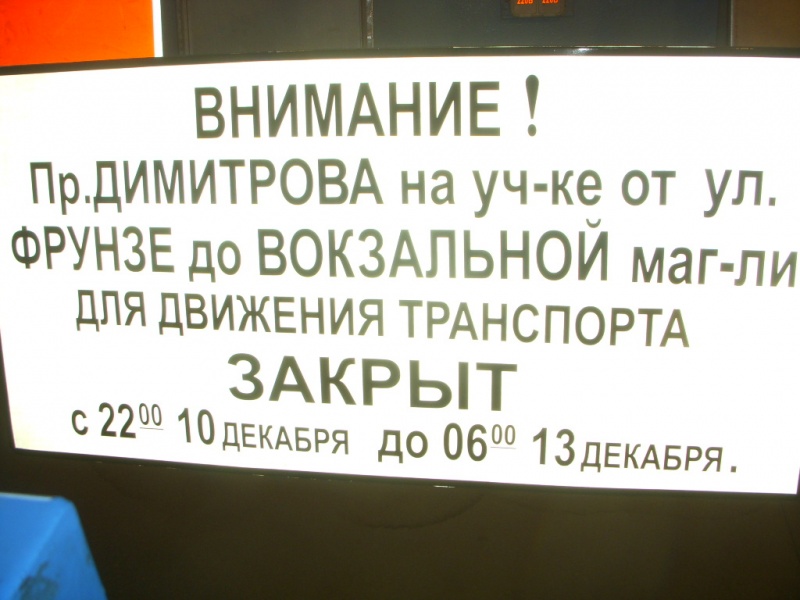 ВНИМАНИЕ !
Пр.ДИМИТРОВА на уч-ке от ул.
ФРУНЗЕ до ВОКЗАЛЬНОЙ маг-ли
ДЛЯ ДВИЖЕНИЯ ТРАНСПОРТА
ЗАКРЫТ
с 22⁰⁰ 10 ДЕКАБРЯ до 06⁰⁰ 13 ДЕКАБРЯ.